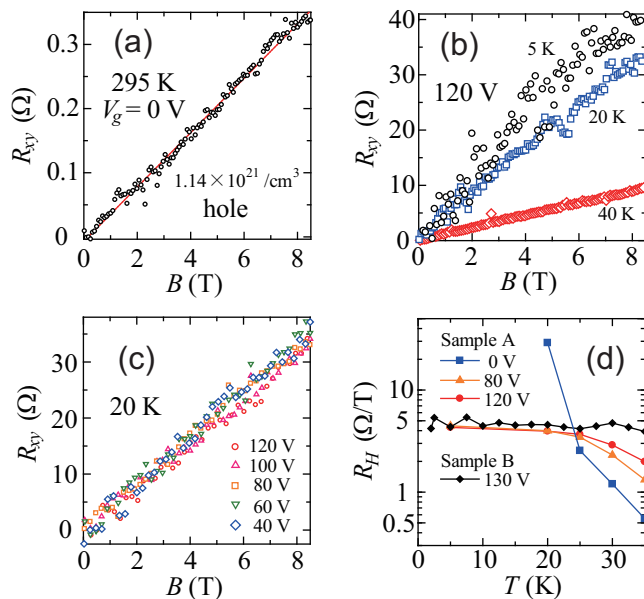 (a)
295 K
V_g = 0 V
1.14×10^21 /cm^3
hole
R_xy (Ω)
0.3
0.2
0.1
0
0 2 4 6 8
B (T)
(b)
120 V
5 K
20 K
40 K
R_xy (Ω)
40
30
20
10
0
0 2 4 6 8
B (T)
(c)
20 K
120 V
100 V
80 V
60 V
40 V
R_xy (Ω)
30
20
10
0
0 2 4 6 8
B (T)
(d)
Sample A
0 V
80 V
120 V
Sample B
130 V
R_H (Ω/T)
10
5
1
0.5
0 10 20 30
T (K)